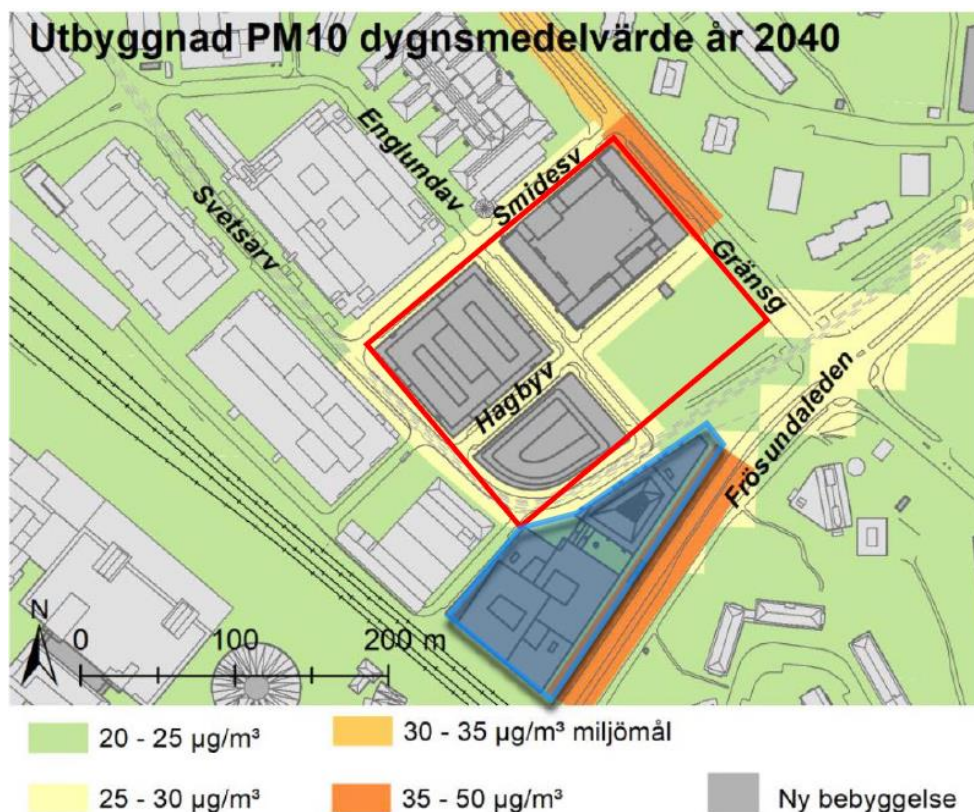 Utbyggnad PM10 dygnsmedelvärde år 2040
Englundav
Smidesv
Svetsarv
Gränsg
Hagbyv
Frösundaleden
N
0 100 200 m
20 - 25 µg/m³
30 - 35 µg/m³ miljömål
25 - 30 µg/m³
35 - 50 µg/m³
Ny bebyggelse